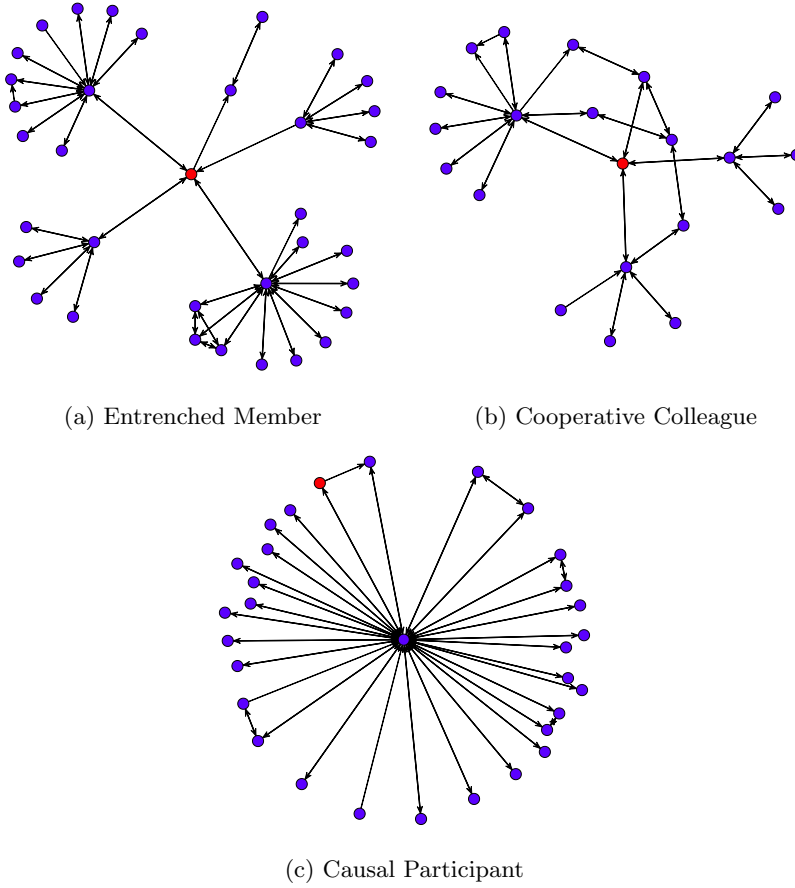 (a) Entrenched Member
(b) Cooperative Colleague
(c) Causal Participant